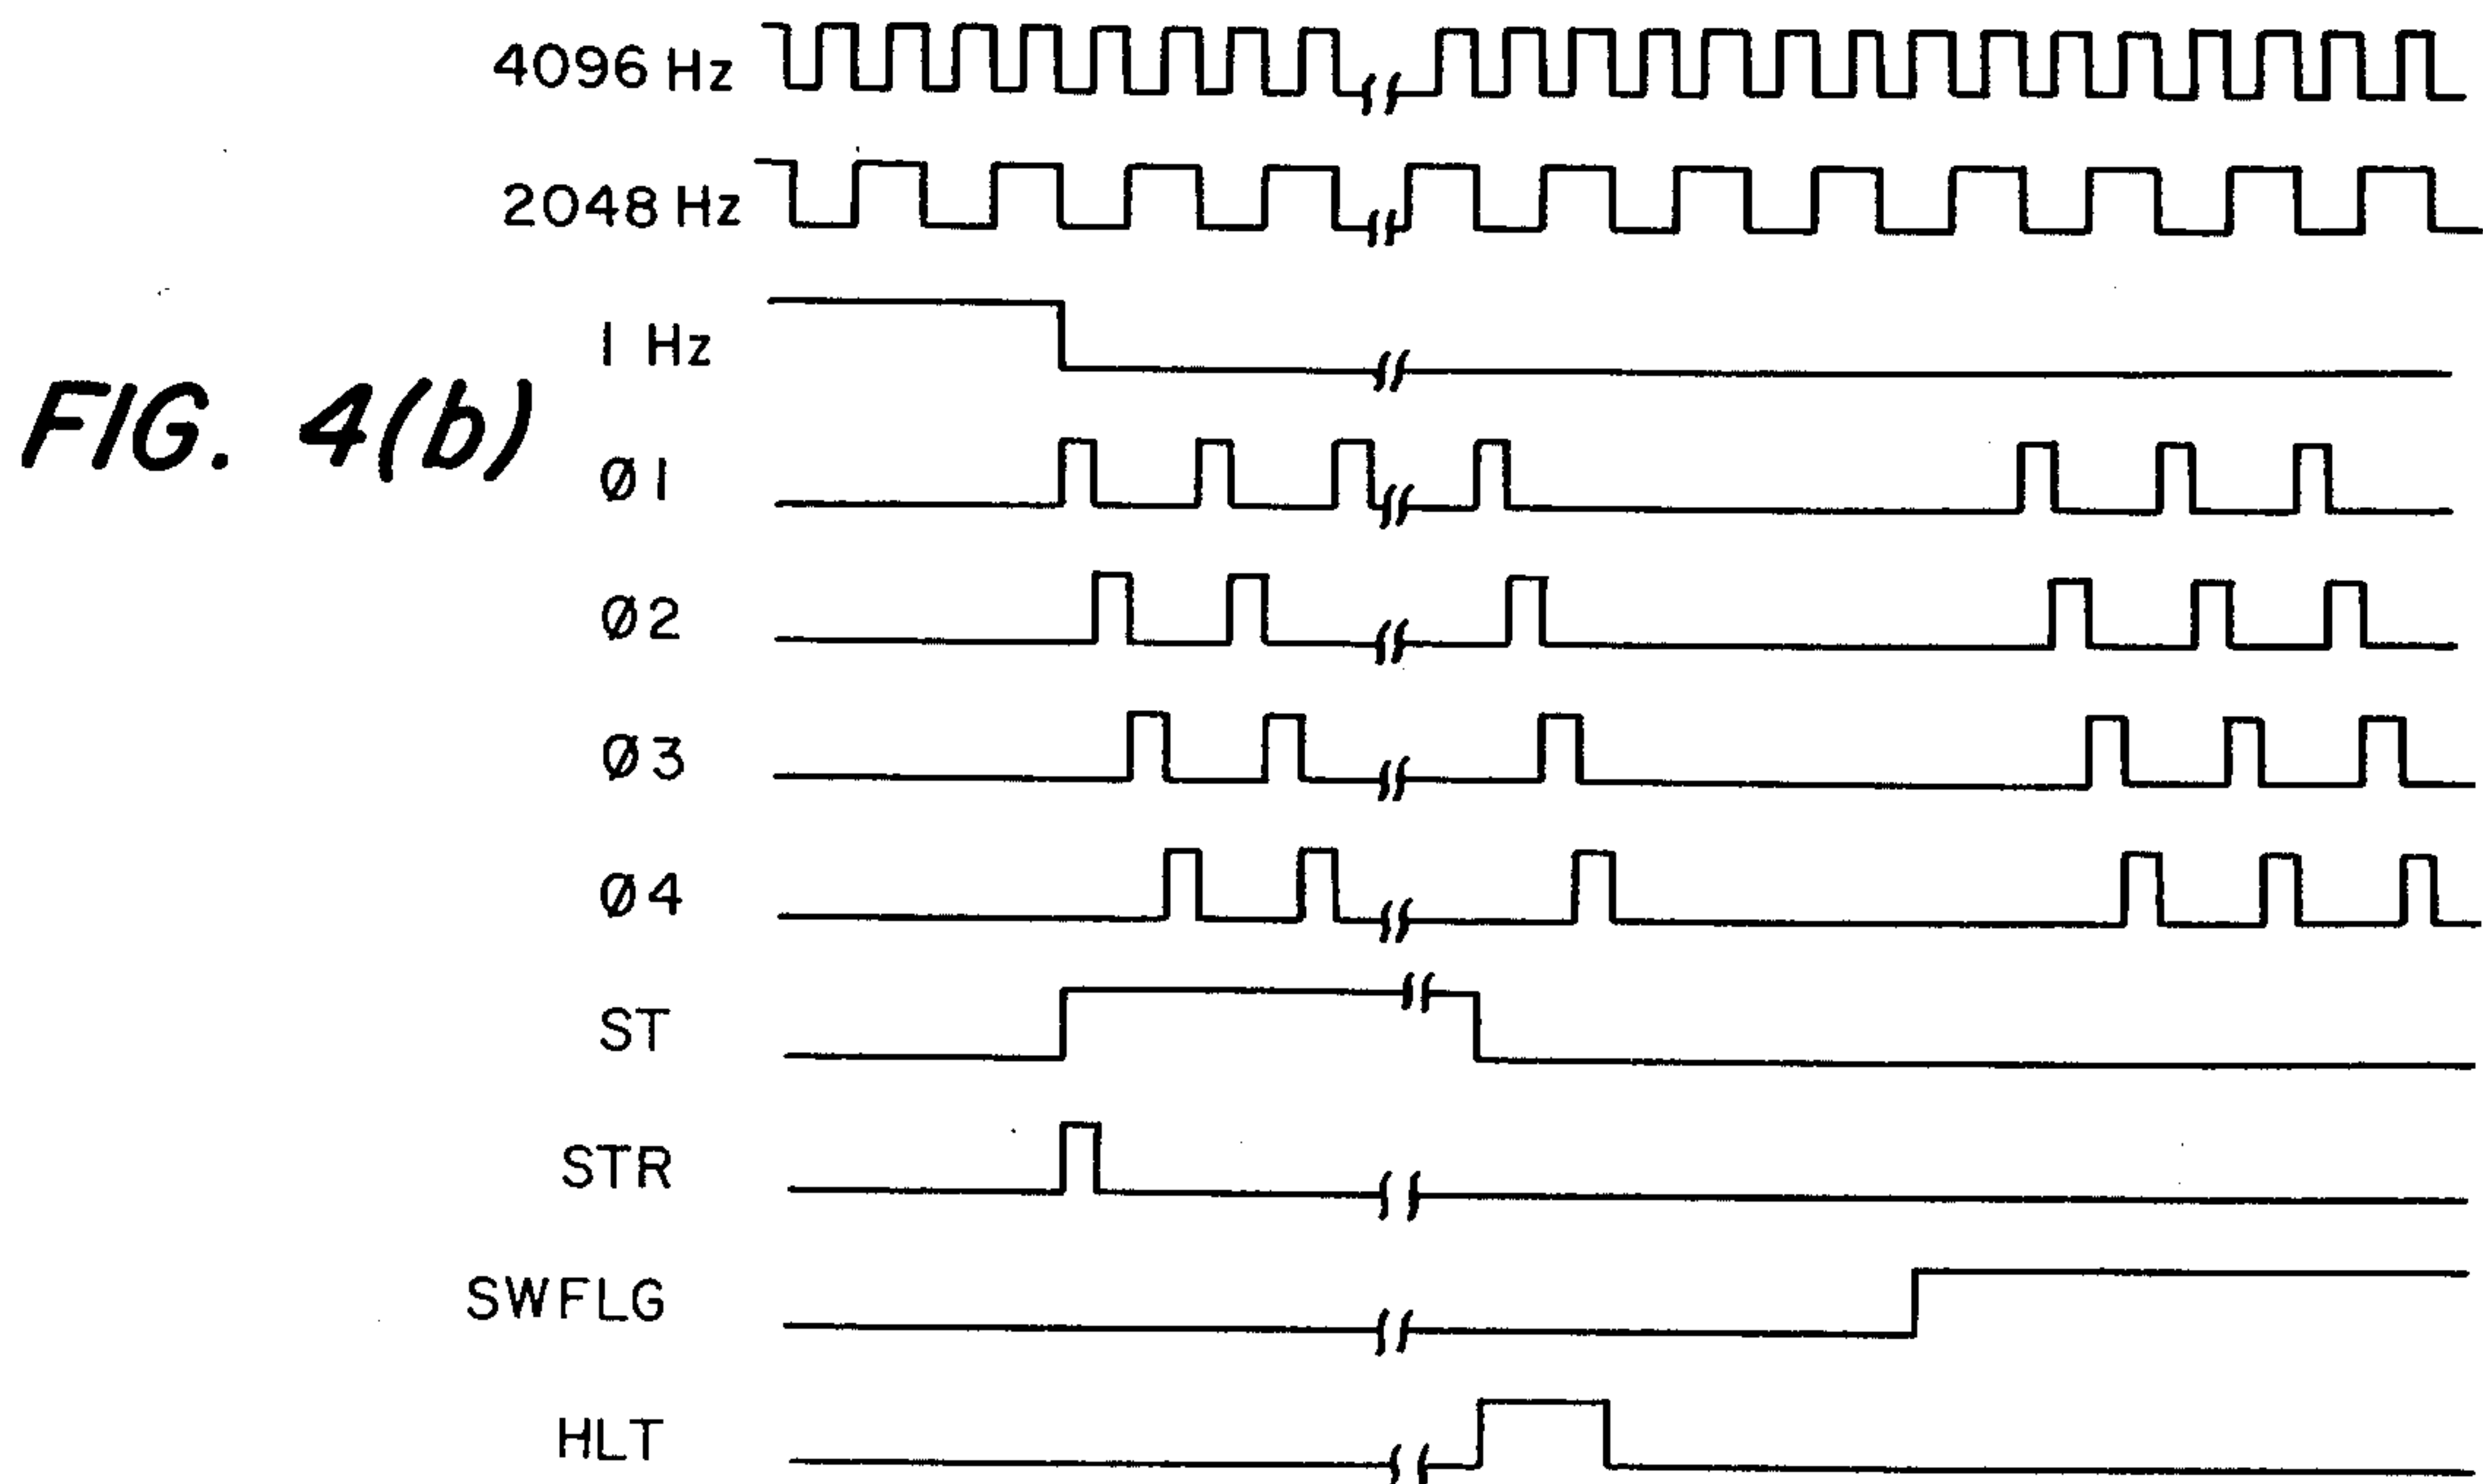 4096 Hz
2048 Hz
1 Hz
FIG. 4(b)
Ø1
Ø2
Ø3
Ø4
ST
STR
SWFLG
HLT